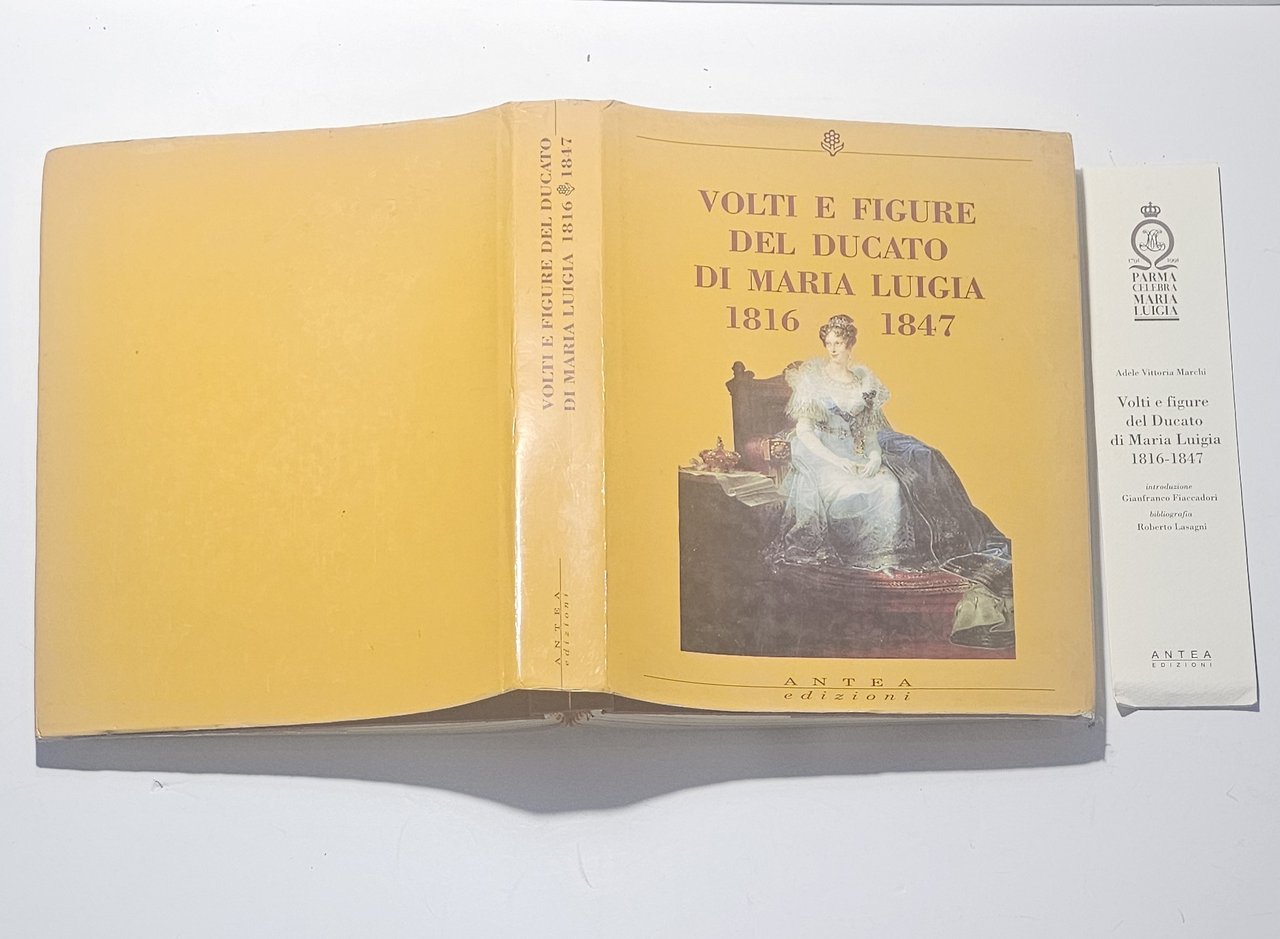 VOLTI E FIGURE DEL DUCATO
DI MARIA LUIGIA 1816 1847
ANTEA
edizioni
VOLTI E FIGURE
DEL DUCATO
DI MARIA LUIGIA
1816 1847
ANTEA
edizioni
1791 1991
PARMA
CELEBRA
MARIA
LUIGIA
Adele Vittoria Marchi
Volti e figure
del Ducato
di Maria Luigia
1816-1847
introduzione
Gianfranco Fiaccadori
bibliografia
Roberto Lasagni
ANTEA
EDIZIONI